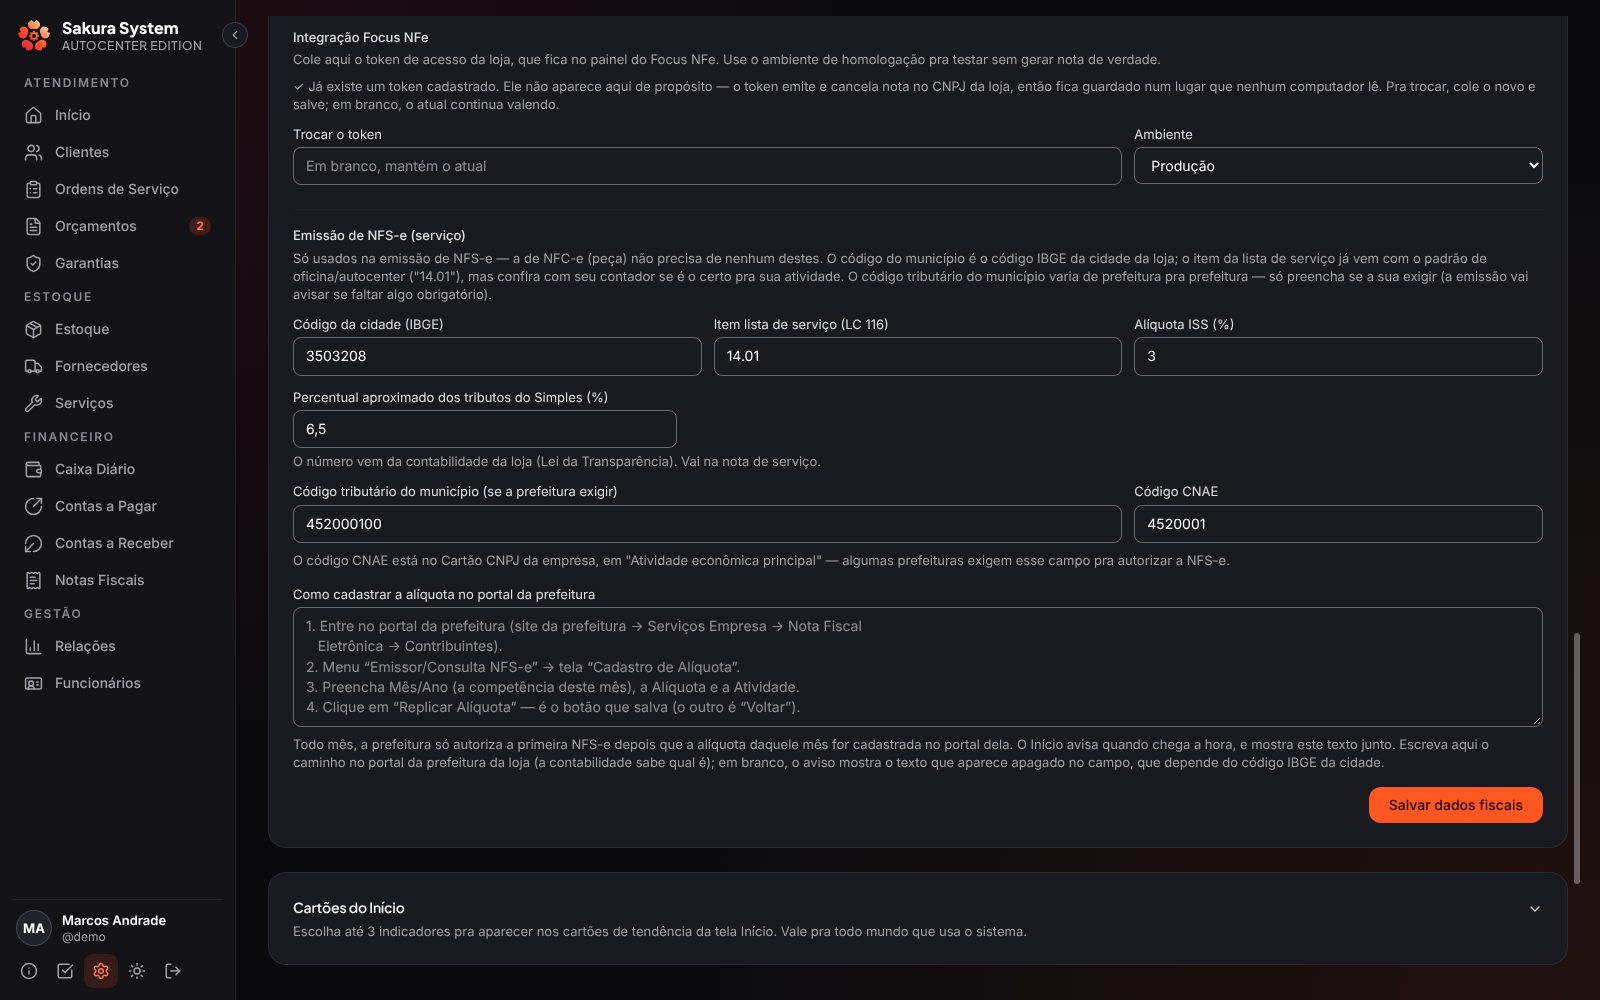 Sakura System
AUTOCENTER EDITION
ATENDIMENTO
Início
Clientes
Ordens de Serviço
Orçamentos
2
Garantias
ESTOQUE
Estoque
Fornecedores
Serviços
FINANCEIRO
Caixa Diário
Contas a Pagar
Contas a Receber
Notas Fiscais
GESTÃO
Relações
Funcionários
MA
Marcos Andrade
@demo
Integração Focus NFe
Cole aqui o token de acesso da loja, que fica no painel do Focus NFe. Use o ambiente de homologação pra testar sem gerar nota de verdade.
✓ Já existe um token cadastrado. Ele não aparece aqui de propósito — o token emite e cancela nota no CNPJ da loja, então fica guardado num lugar que nenhum computador lê. Pra trocar, cole o novo e
salve; em branco, o atual continua valendo.
Trocar o token
Em branco, mantém o atual
Ambiente
Produção
Emissão de NFS-e (serviço)
Só usados na emissão de NFS-e — a de NFC-e (peça) não precisa de nenhum destes. O código do município é o código IBGE da cidade da loja; o item da lista de serviço já vem com o padrão de
oficina/autocenter ("14.01"), mas confira com seu contador se é o certo pra sua atividade. O código tributário do município varia de prefeitura pra prefeitura — só preencha se a sua exigir (a emissão vai
avisar se faltar algo obrigatório).
Código da cidade (IBGE)
3503208
Item lista de serviço (LC 116)
14.01
Alíquota ISS (%)
3
Percentual aproximado dos tributos do Simples (%)
6,5
O número vem da contabilidade da loja (Lei da Transparência). Vai na nota de serviço.
Código tributário do município (se a prefeitura exigir)
452000100
Código CNAE
4520001
O código CNAE está no Cartão CNPJ da empresa, em "Atividade econômica principal" — algumas prefeituras exigem esse campo pra autorizar a NFS-e.
Como cadastrar a alíquota no portal da prefeitura
1. Entre no portal da prefeitura (site da prefeitura → Serviços Empresa → Nota Fiscal
Eletrônica → Contribuintes).
2. Menu “Emissor/Consulta NFS-e” → tela “Cadastro de Alíquota”.
3. Preencha Mês/Ano (a competência deste mês), a Alíquota e a Atividade.
4. Clique em “Replicar Alíquota” — é o botão que salva (o outro é “Voltar”).
Todo mês, a prefeitura só autoriza a primeira NFS-e depois que a alíquota daquele mês for cadastrada no portal dela. O Início avisa quando chega a hora, e mostra este texto junto. Escreva aqui o
caminho no portal da prefeitura da loja (a contabilidade sabe qual é); em branco, o aviso mostra o texto que aparece apagado no campo, que depende do código IBGE da cidade.
Salvar dados fiscais
Cartões do Início
Escolha até 3 indicadores pra aparecer nos cartões de tendência da tela Início. Vale pra todo mundo que usa o sistema.